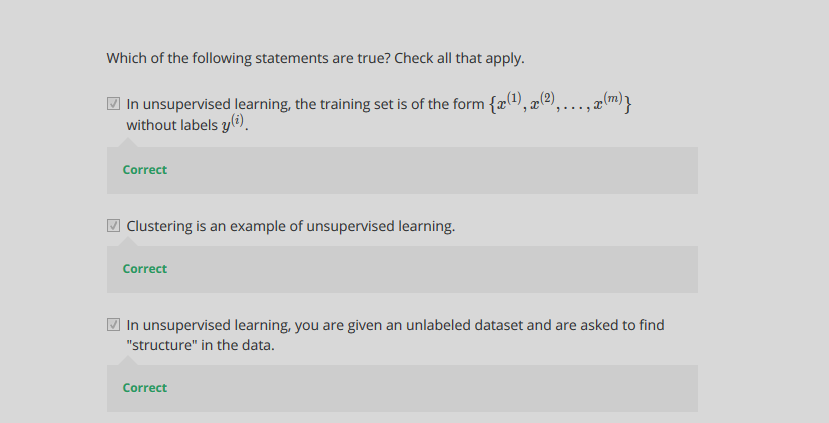 Which of the following statements are true? Check all that apply.
In unsupervised learning, the training set is of the form {x⁽¹⁾, x⁽²⁾, . . . , x⁽ᵐ⁾}
without labels y⁽ⁱ⁾.
Correct
Clustering is an example of unsupervised learning.
Correct
In unsupervised learning, you are given an unlabeled dataset and are asked to find
"structure" in the data.
Correct